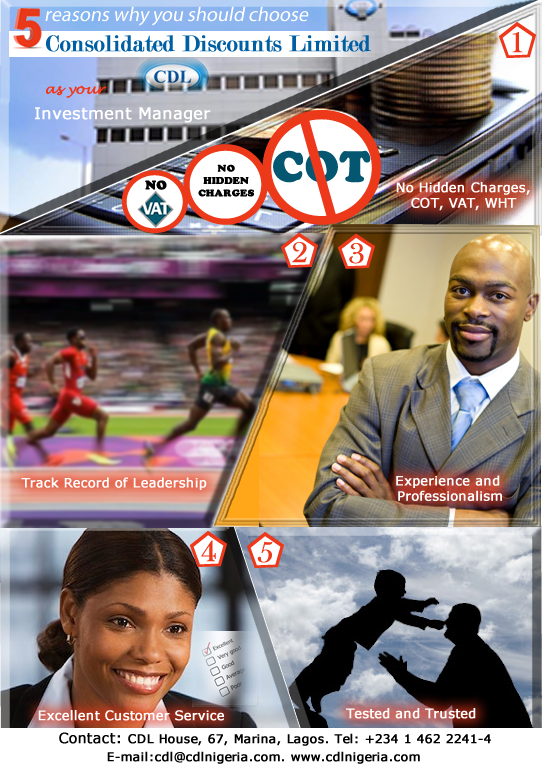 5 reasons why you should choose
Consolidated Discounts Limited
1
CDL
as your
Investment Manager
NO
VAT
NO
HIDDEN
CHARGES
COT
No Hidden Charges,
COT, VAT, WHT
2
3
Track Record of Leadership
Experience and
Professionalism
4
5
Excellent
Very good
Good
Average
Poor
Excellent Customer Service
Tested and Trusted
Contact: CDL House, 67, Marina, Lagos. Tel: +234 1 462 2241-4
E-mail:cdl@cdlnigeria.com. www.cdlnigeria.com